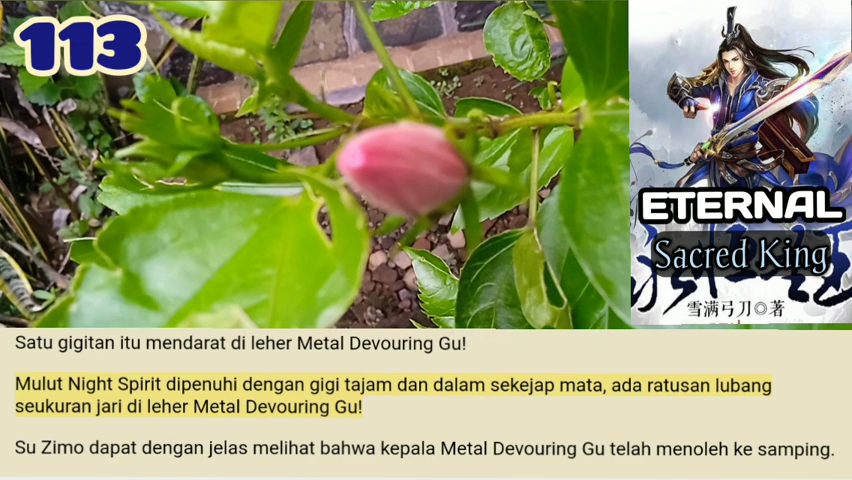 113
ETERNAL
Sacred King
雪满弓刀◎著
Satu gigitan itu mendarat di leher Metal Devouring Gu!
Mulut Night Spirit dipenuhi dengan gigi tajam dan dalam sekejap mata, ada ratusan lubang
seukuran jari di leher Metal Devouring Gu!
Su Zimo dapat dengan jelas melihat bahwa kepala Metal Devouring Gu telah menoleh ke samping.